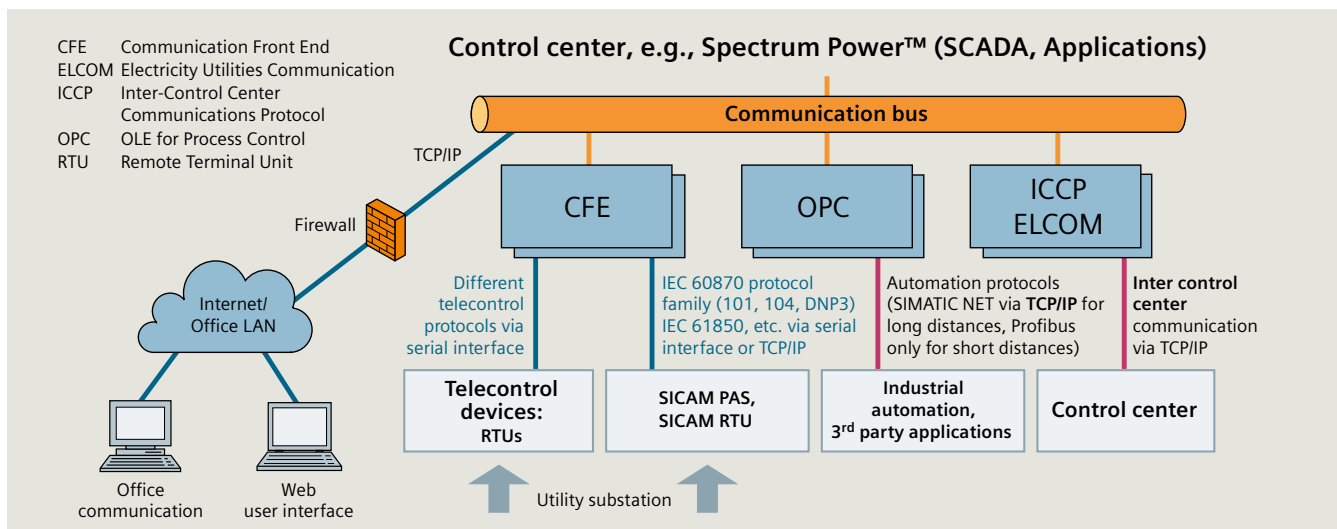 CFE Communication Front End
ELCOM Electricity Utilities Communication
ICCP Inter-Control Center
Communications Protocol
OPC OLE for Process Control
RTU Remote Terminal Unit
Control center, e.g., Spectrum Power™ (SCADA, Applications)
Communication bus
TCP/IP
Firewall
Internet/
Office LAN
Office
communication
Web
user interface
CFE
OPC
ICCP
ELCOM
Different
telecontrol
protocols via
serial interface
IEC 60870 protocol
family (101, 104, DNP3)
IEC 61850, etc. via serial
interface or TCP/IP
Automation protocols
(SIMATIC NET via TCP/IP for
long distances, Profibus
only for short distances)
Inter control
center
communication
via TCP/IP
Telecontrol
devices:
RTUs
SICAM PAS,
SICAM RTU
Industrial
automation,
3rd party applications
Control center
Utility substation